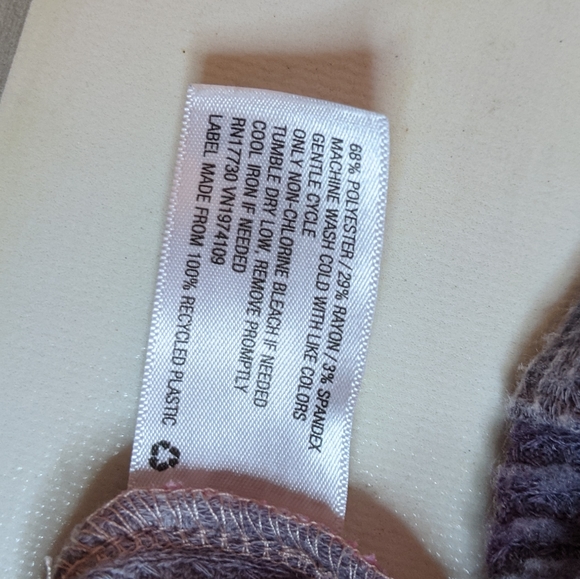 68% POLYESTER / 29% RAYON / 3% SPANDEX
MACHINE WASH COLD WITH LIKE COLORS
GENTLE CYCLE
ONLY NON-CHLORINE BLEACH IF NEEDED
TUMBLE DRY LOW, REMOVE PROMPTLY
COOL IRON IF NEEDED
RN17730 VN1974109
LABEL MADE FROM 100% RECYCLED PLASTIC